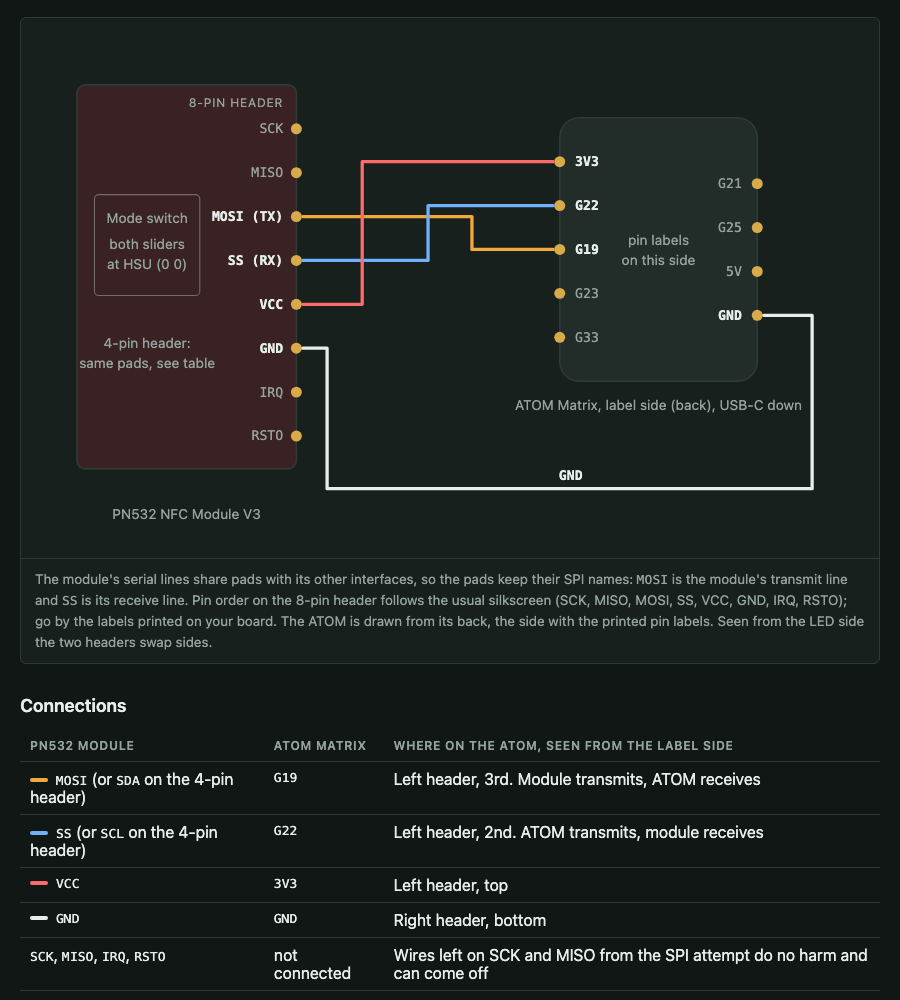 8-PIN HEADER
SCK
MISO
MOSI (TX)
SS (RX)
VCC
GND
IRQ
RSTO
Mode switch
both sliders
at HSU (0 0)
4-pin header:
same pads, see table
PN532 NFC Module V3
3V3
G22
G19
G23
G33
pin labels
on this side
G21
G25
5V
GND
ATOM Matrix, label side (back), USB-C down
GND
The module's serial lines share pads with its other interfaces, so the pads keep their SPI names: MOSI is the module's transmit line
and SS is its receive line. Pin order on the 8-pin header follows the usual silkscreen (SCK, MISO, MOSI, SS, VCC, GND, IRQ, RSTO);
go by the labels printed on your board. The ATOM is drawn from its back, the side with the printed pin labels. Seen from the LED side
the two headers swap sides.
Connections
PN532 MODULE ATOM MATRIX WHERE ON THE ATOM, SEEN FROM THE LABEL SIDE
MOSI (or SDA on the 4-pin
header)
G19
Left header, 3rd. Module transmits, ATOM receives
SS (or SCL on the 4-pin
header)
G22
Left header, 2nd. ATOM transmits, module receives
VCC
3V3
Left header, top
GND
GND
Right header, bottom
SCK, MISO, IRQ, RSTO
not
connected
Wires left on SCK and MISO from the SPI attempt do no harm and
can come off